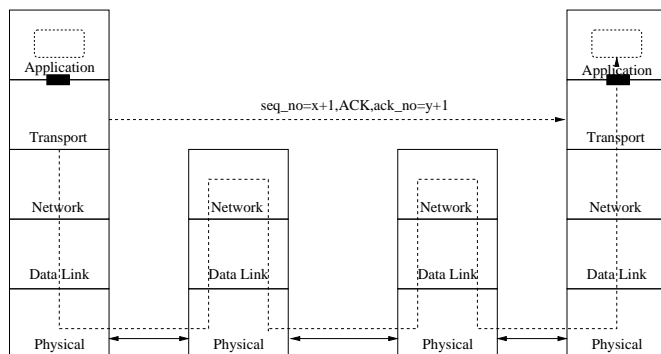 Application
Application
seq_no=x+1,ACK,ack_no=y+1
Transport
Transport
Network
Network
Network
Network
Data Link
Data Link
Data Link
Data Link
Physical
Physical
Physical
Physical